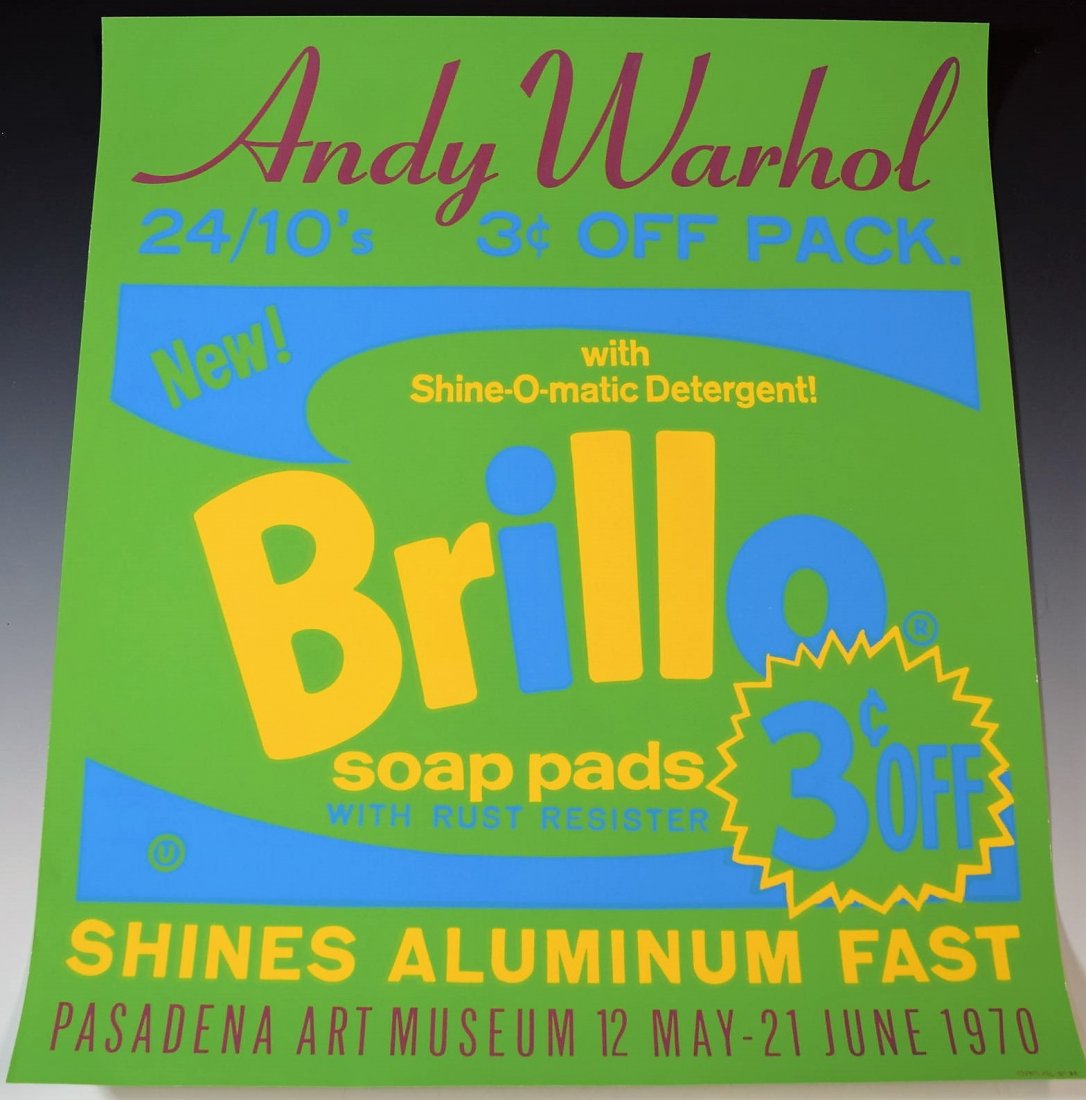 Andy Warhol
24/10's 3¢ OFF PACK.
New!
with
Shine-O-matic Detergent!
Brillo®
soap pads
WITH RUST RESISTER
3¢ OFF
U
SHINES ALUMINUM FAST
PASADENA ART MUSEUM 12 MAY-21 JUNE 1970